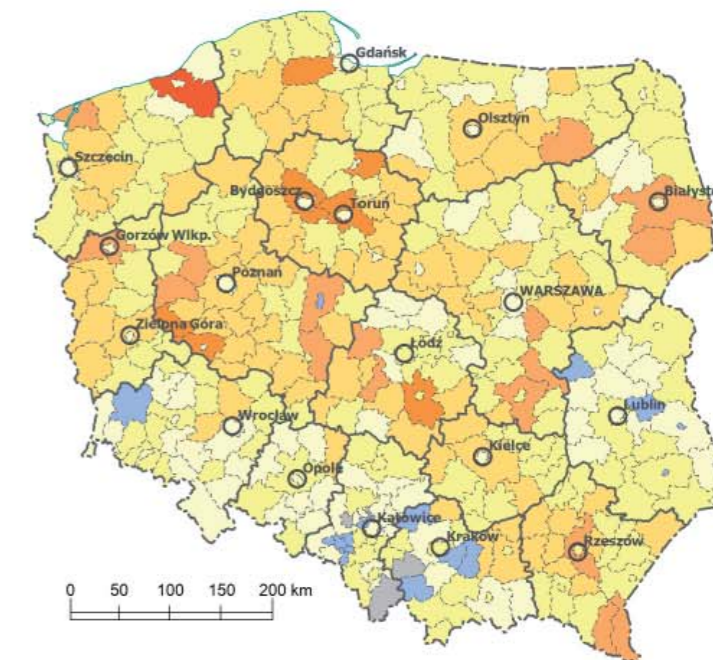 Gdańsk
Olsztyn
Szczecin
Bydgoszcz
Toruń
Białysto
Gorzów Wlkp.
Poznań
WARSZAWA
Zielona Góra
Łódź
Lublin
Wrocław
Kielce
Opole
Katowice
Kraków
Rzeszów
0 50 100 150 200 km